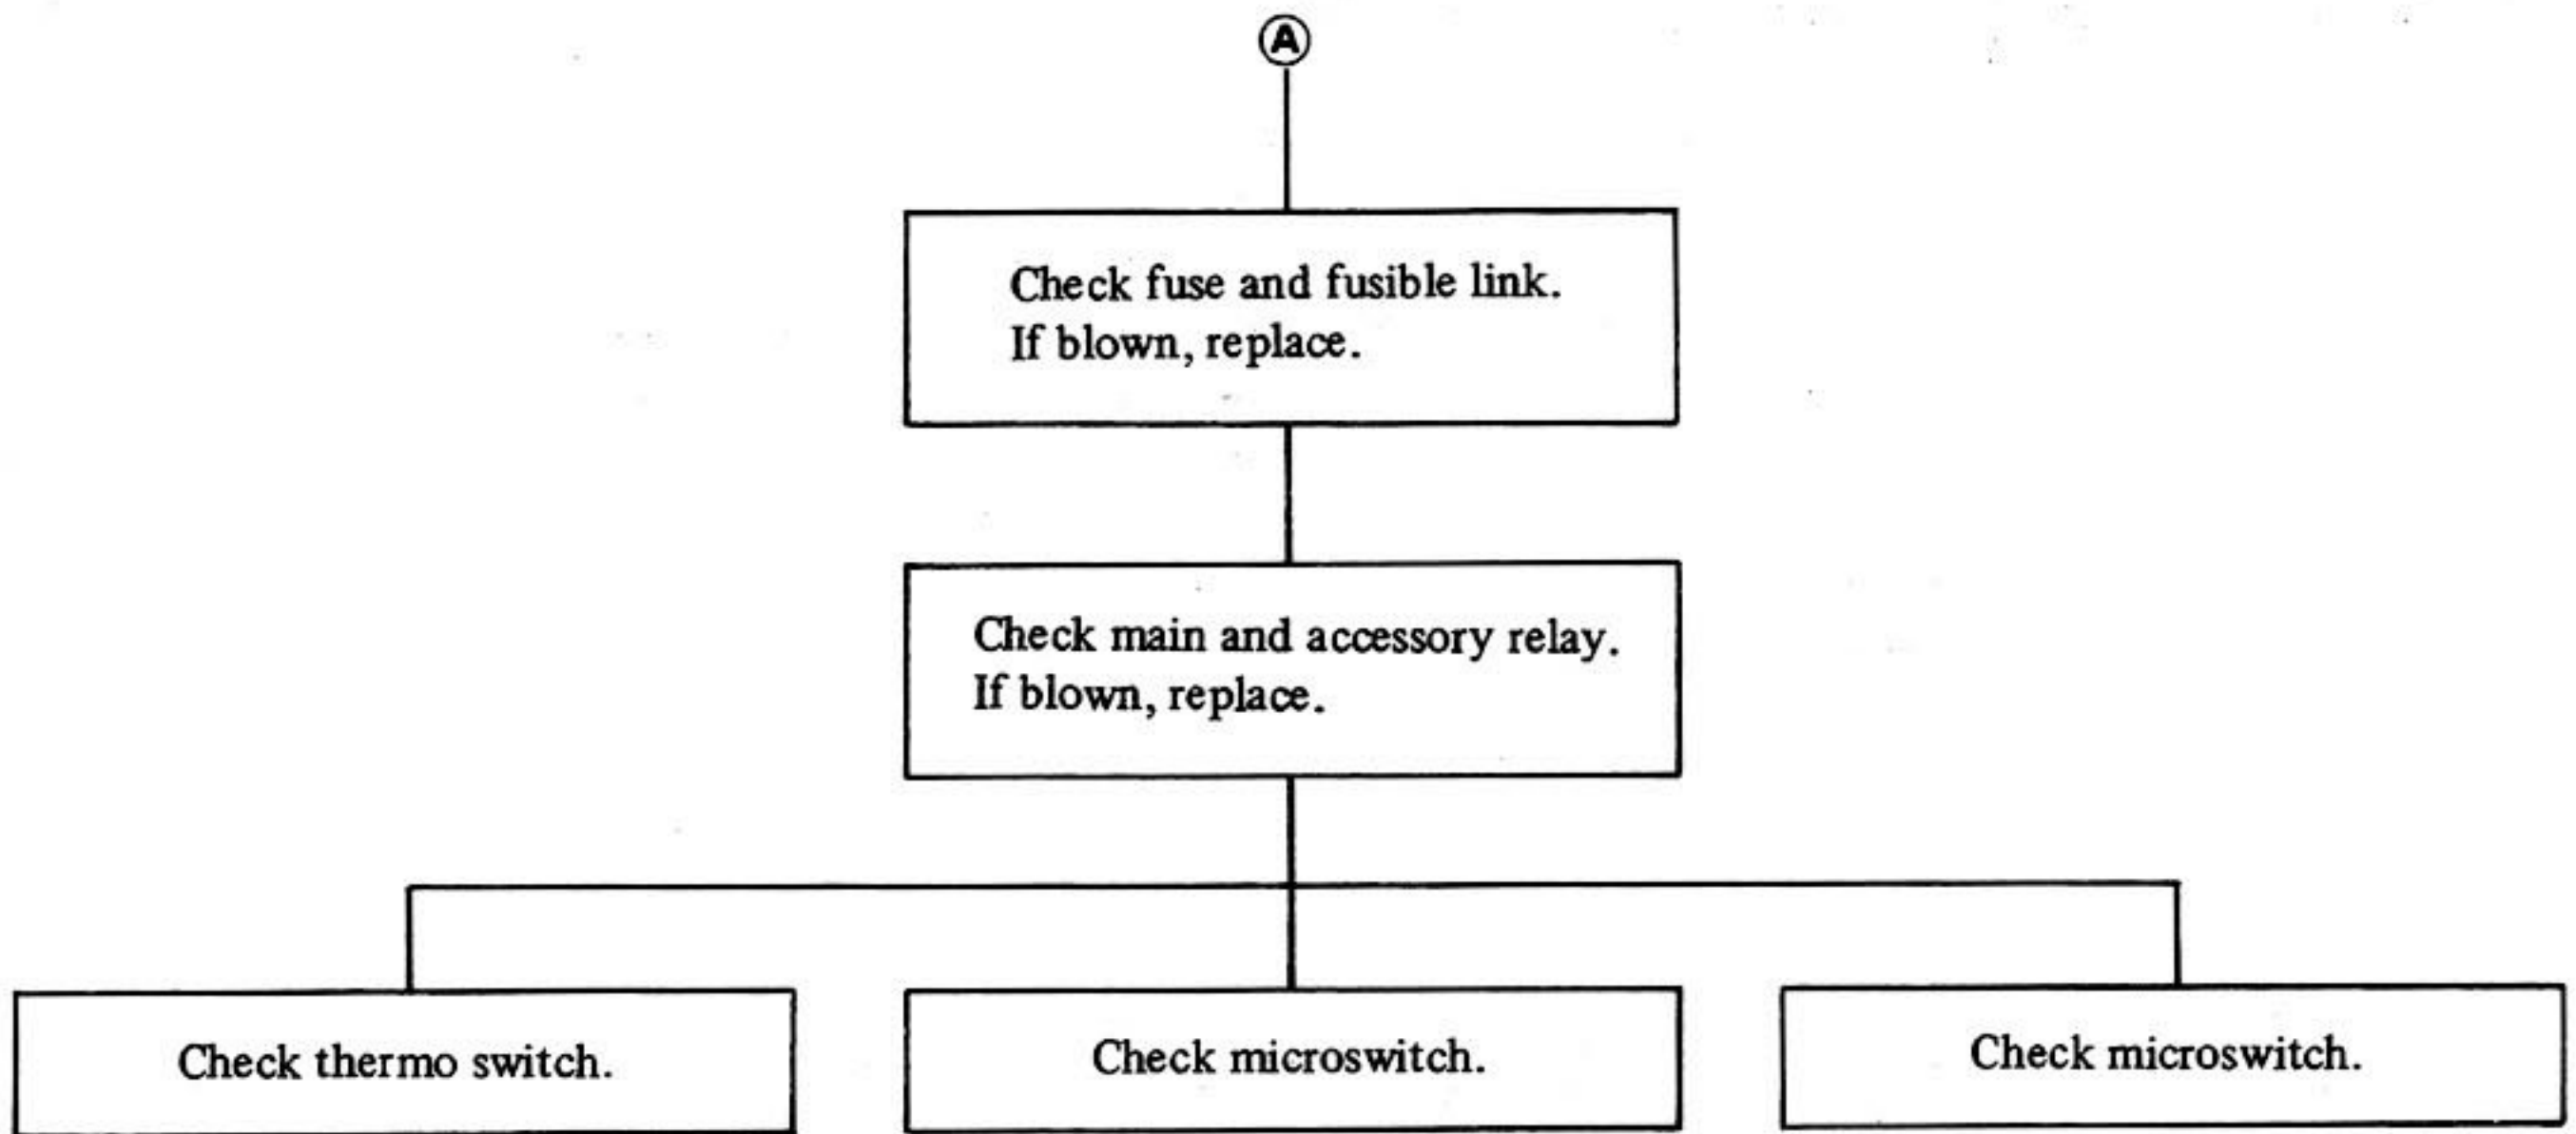 A
Check fuse and fusible link.
If blown, replace.
Check main and accessory relay.
If blown, replace.
Check thermo switch.
Check microswitch.
Check microswitch.